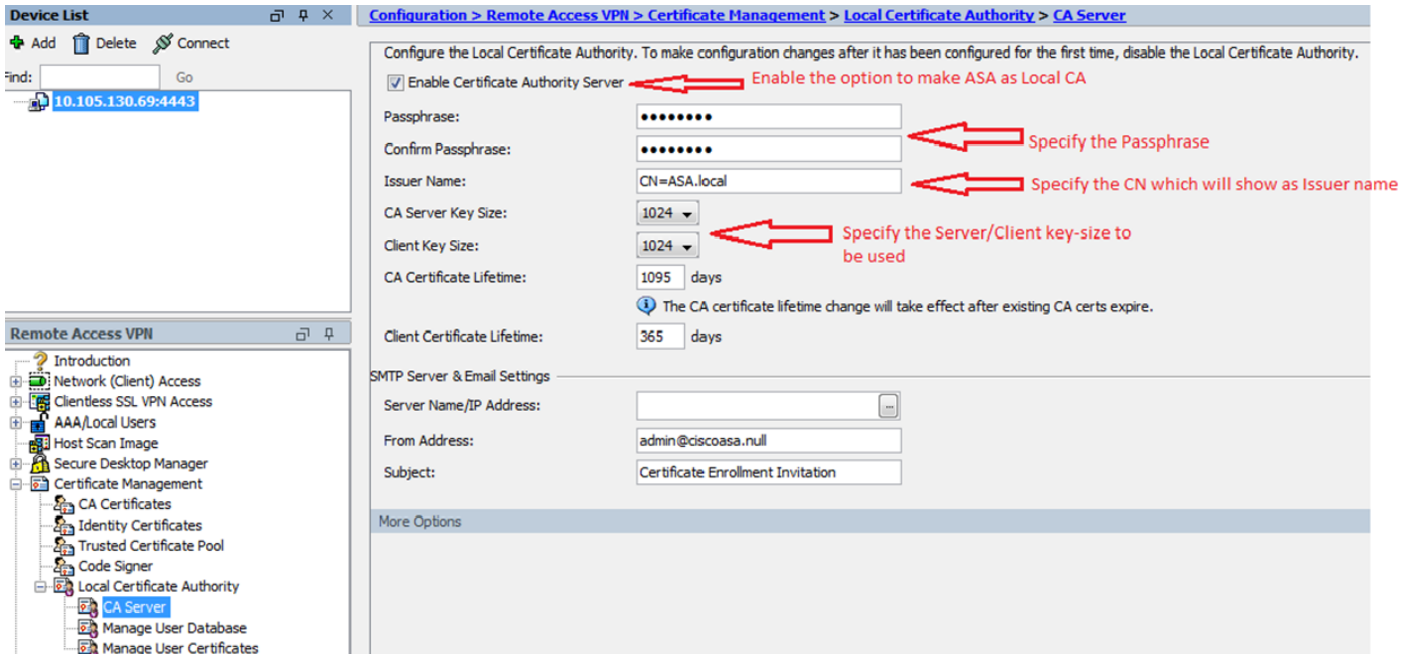 Device List
Configuration > Remote Access VPN > Certificate Management > Local Certificate Authority > CA Server
Add Delete Connect
Find: Go
10.105.130.69:4443
Configure the Local Certificate Authority. To make configuration changes after it has been configured for the first time, disable the Local Certificate Authority.
Enable Certificate Authority Server
Enable the option to make ASA as Local CA
Passphrase:
Confirm Passphrase:
Specify the Passphrase
Issuer Name: CN=ASA.local
Specify the CN which will show as Issuer name
CA Server Key Size: 1024
Client Key Size: 1024
Specify the Server/Client key-size to
be used
CA Certificate Lifetime: 1095 days
The CA certificate lifetime change will take effect after existing CA certs expire.
Client Certificate Lifetime: 365 days
SMTP Server & Email Settings
Server Name/IP Address: ...
From Address: admin@ciscoasa.null
Subject: Certificate Enrollment Invitation
More Options
Remote Access VPN
Introduction
Network (Client) Access
Clientless SSL VPN Access
AAA/Local Users
Host Scan Image
Secure Desktop Manager
Certificate Management
CA Certificates
Identity Certificates
Trusted Certificate Pool
Code Signer
Local Certificate Authority
CA Server
Manage User Database
Manage User Certificates